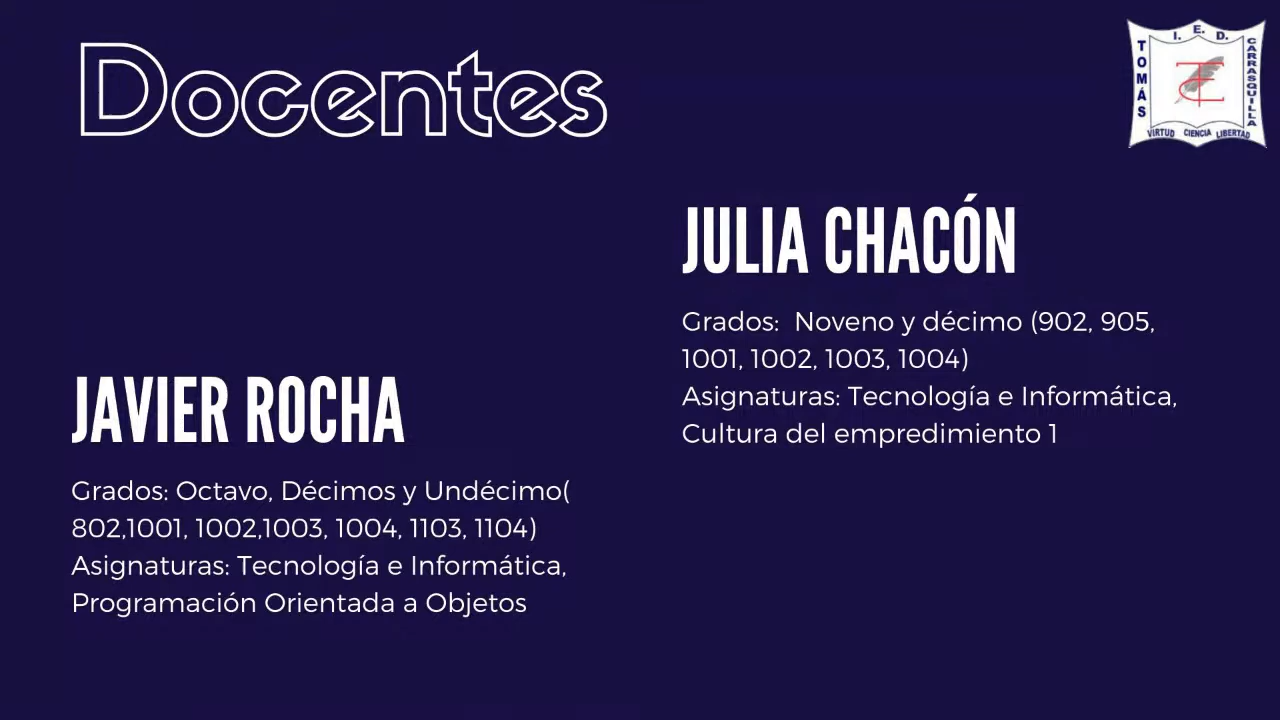 Docentes
I. E. D.
TOMÁS
CARRASQUILLA
TC
VIRTUD CIENCIA LIBERTAD
JULIA CHACÓN
Grados:  Noveno y décimo (902, 905,
1001, 1002, 1003, 1004)
Asignaturas: Tecnología e Informática,
Cultura del empredimiento 1
JAVIER ROCHA
Grados: Octavo, Décimos y Undécimo(
802,1001, 1002,1003, 1004, 1103, 1104)
Asignaturas: Tecnología e Informática,
Programación Orientada a Objetos